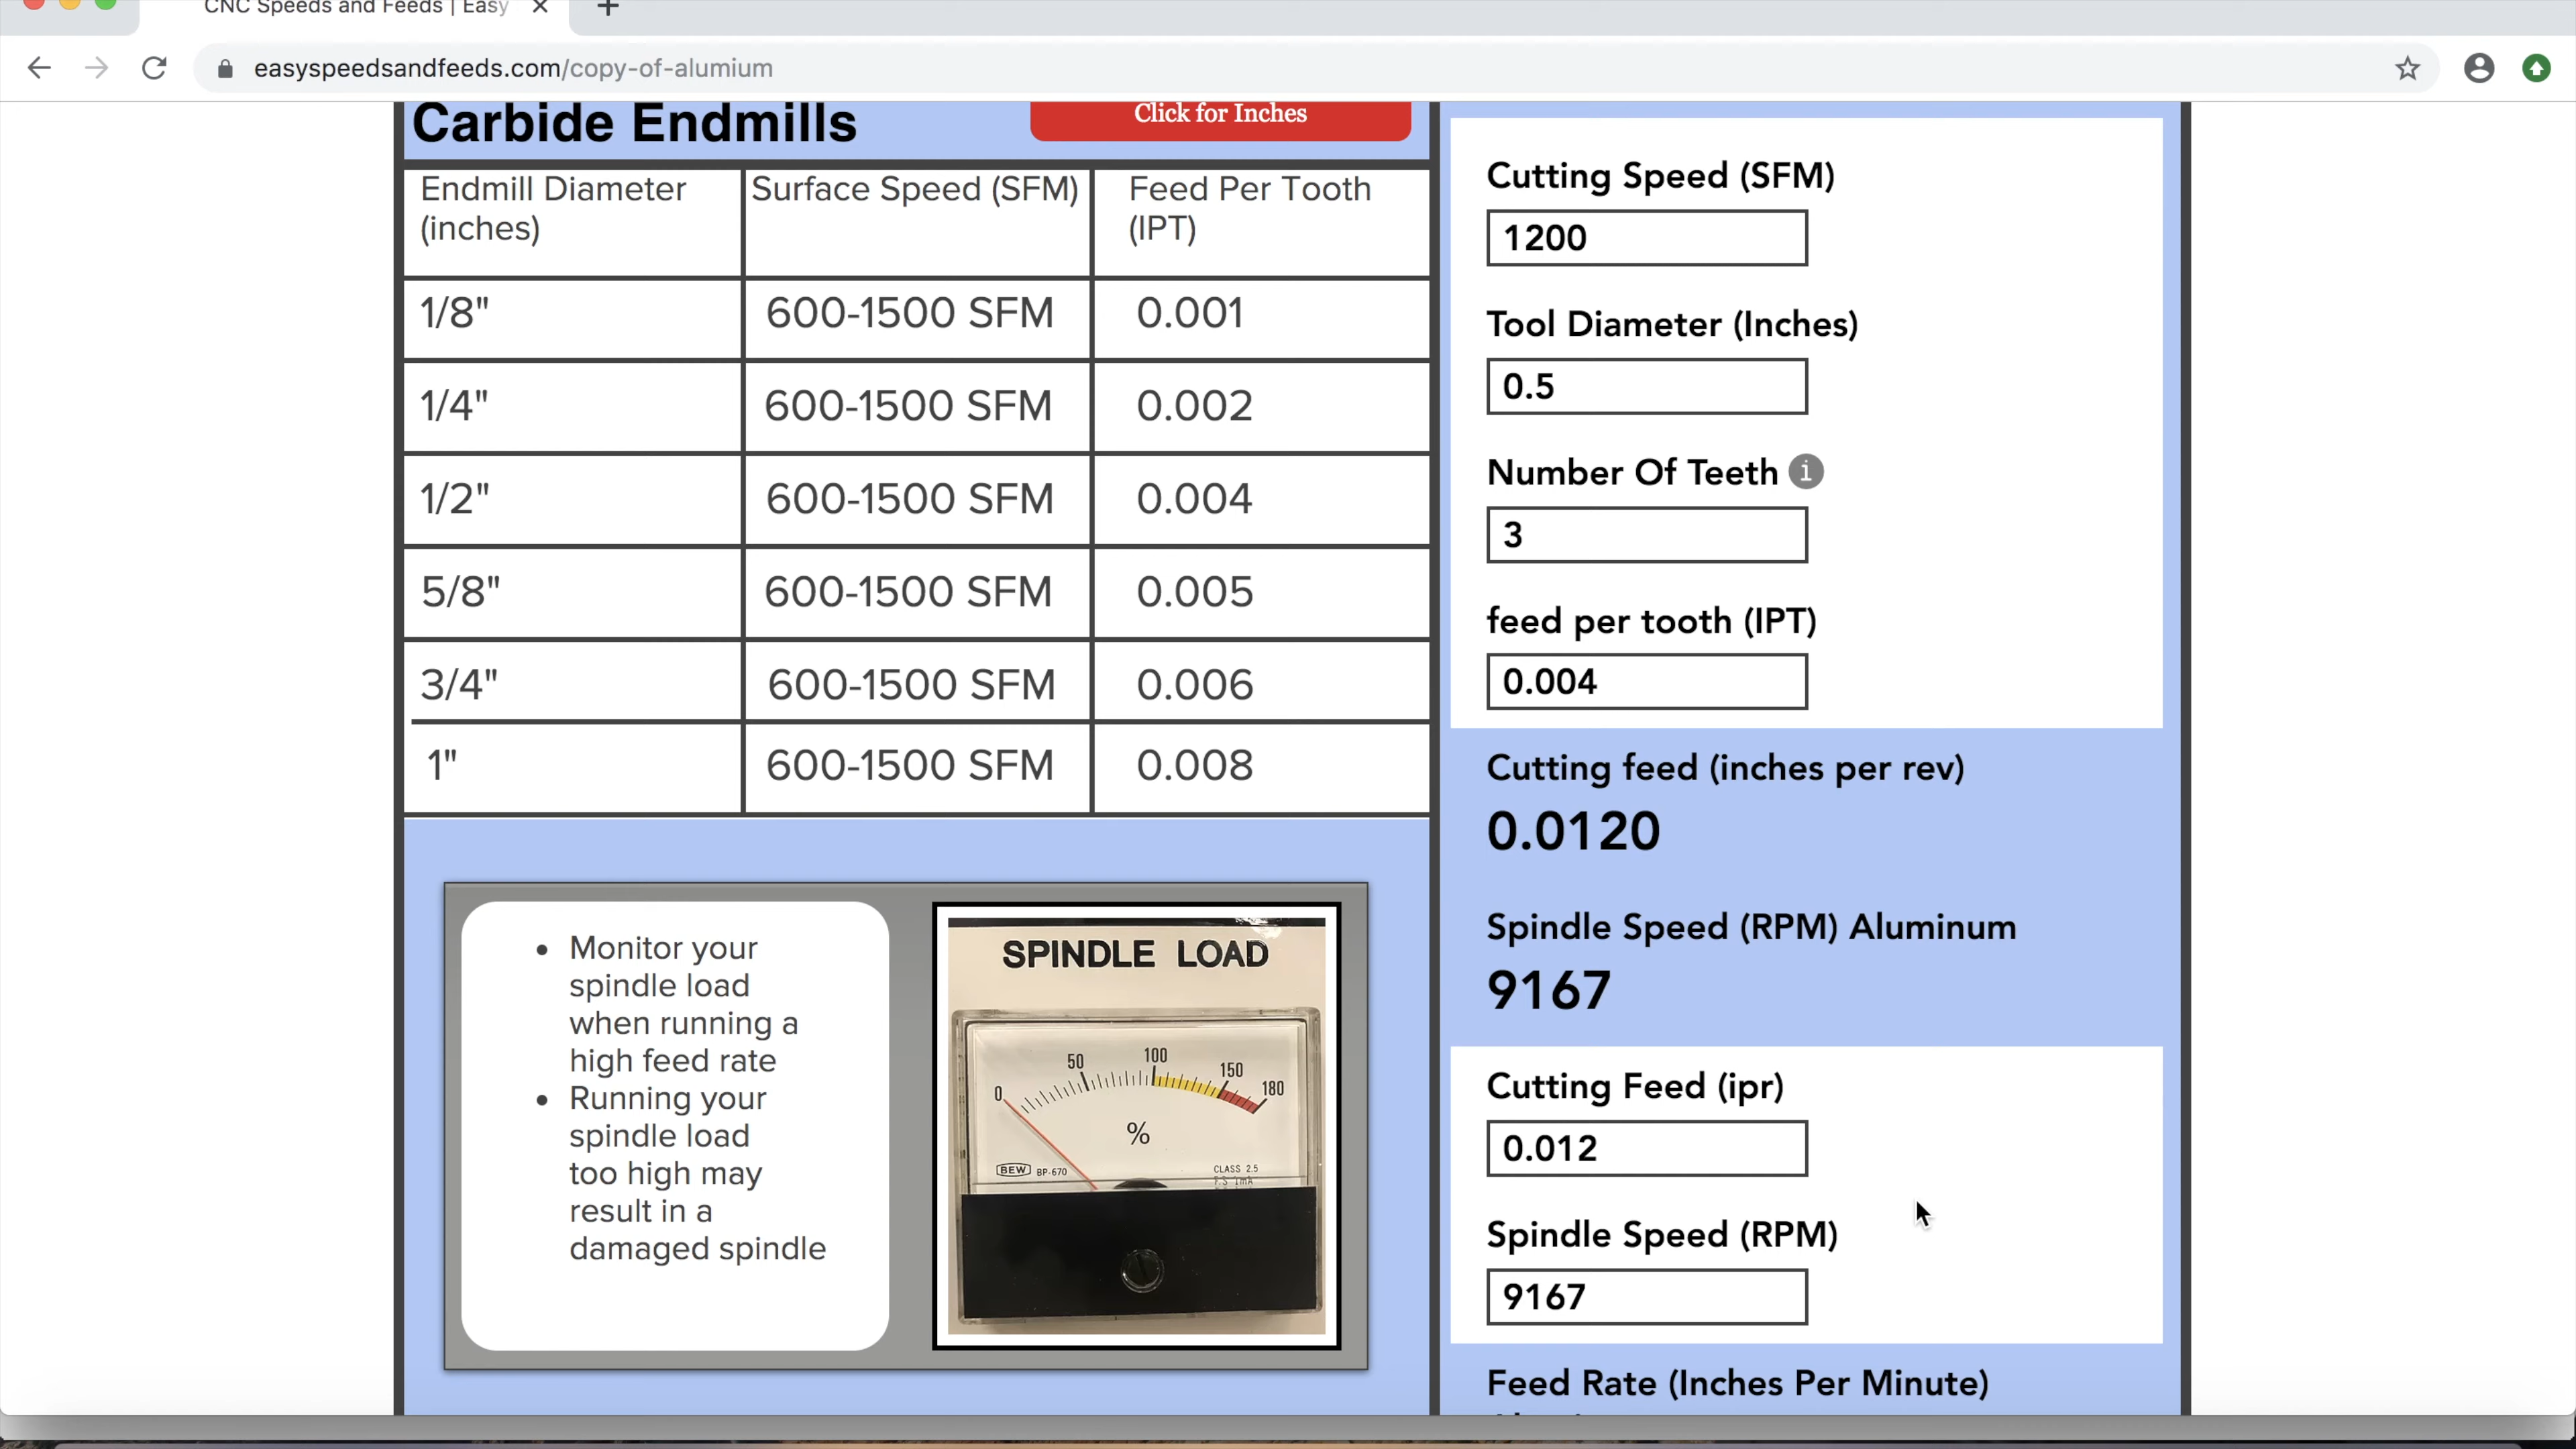 CNC Speeds and Feeds | Easy
easyspeedsandfeeds.com/copy-of-alumium
Carbide Endmills
Click for Inches
Endmill Diameter (inches)
Surface Speed (SFM)
Feed Per Tooth (IPT)
1/8" 600-1500 SFM 0.001
1/4" 600-1500 SFM 0.002
1/2" 600-1500 SFM 0.004
5/8" 600-1500 SFM 0.005
3/4" 600-1500 SFM 0.006
1" 600-1500 SFM 0.008
• Monitor your
spindle load
when running a
high feed rate
• Running your
spindle load
too high may
result in a
damaged spindle
SPINDLE LOAD
0 50 100 150 180
%
BEW BP-670
CLASS 2.5
Cutting Speed (SFM)
1200
Tool Diameter (Inches)
0.5
Number Of Teeth i
3
feed per tooth (IPT)
0.004
Cutting feed (inches per rev)
0.0120
Spindle Speed (RPM) Aluminum
9167
Cutting Feed (ipr)
0.012
Spindle Speed (RPM)
9167
Feed Rate (Inches Per Minute)